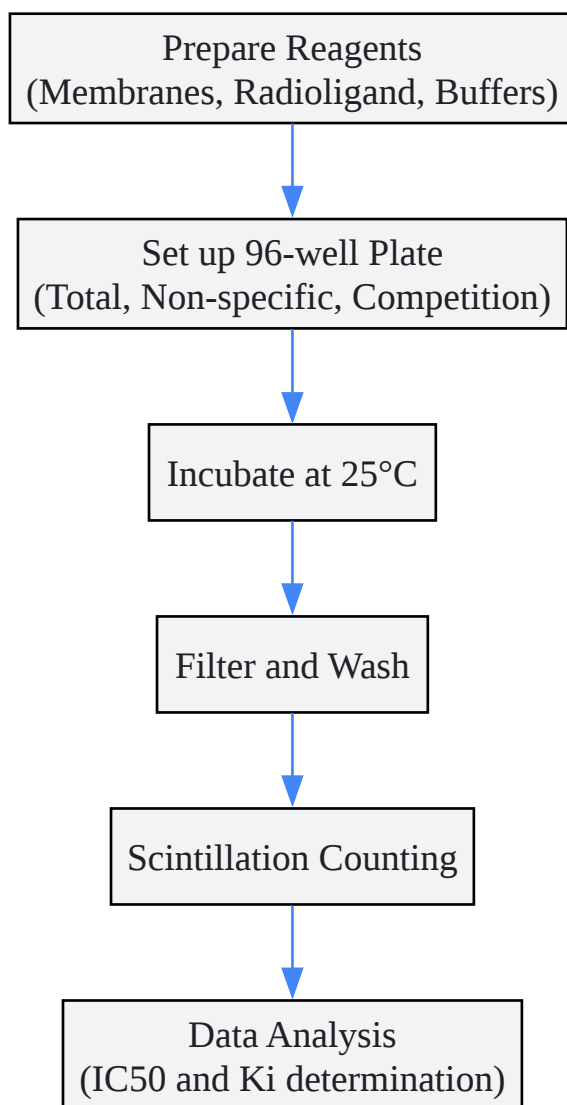 Prepare Reagents
(Membranes, Radioligand, Buffers)
Set up 96-well Plate
(Total, Non-specific, Competition)
Incubate at 25°C
Filter and Wash
Scintillation Counting
Data Analysis
(IC50 and Ki determination)